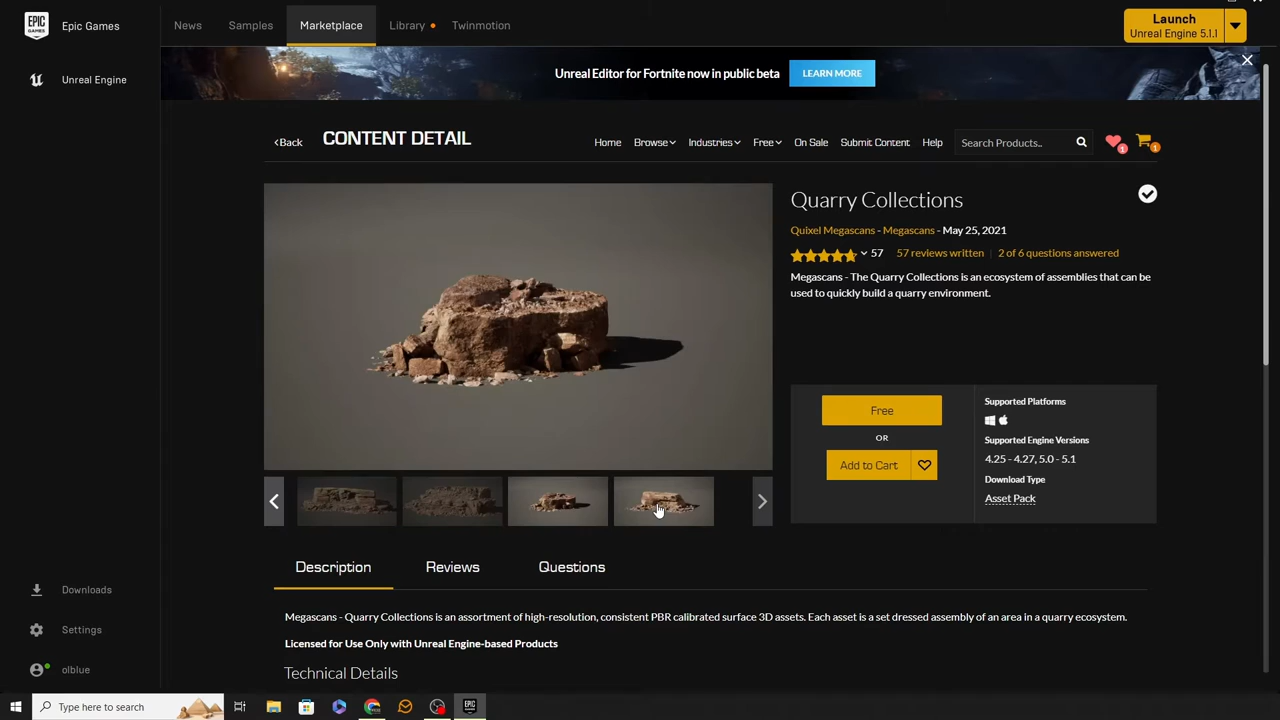 EPIC GAMES
Epic Games
News
Samples
Marketplace
Library
Twinmotion
Launch
Unreal Engine 5.1.1
Unreal Engine
Unreal Editor for Fortnite now in public beta
LEARN MORE
Back
CONTENT DETAIL
Home
Browse
Industries
Free
On Sale
Submit Content
Help
Search Products..
1
1
Quarry Collections
Quixel Megascans - Megascans - May 25, 2021
57
57 reviews written
2 of 6 questions answered
Megascans - The Quarry Collections is an ecosystem of assemblies that can be
used to quickly build a quarry environment.
Free
OR
Add to Cart
Supported Platforms
Supported Engine Versions
4.25 - 4.27, 5.0 - 5.1
Download Type
Asset Pack
Description
Reviews
Questions
Megascans - Quarry Collections is an assortment of high-resolution, consistent PBR calibrated surface 3D assets. Each asset is a set dressed assembly of an area in a quarry ecosystem.
Licensed for Use Only with Unreal Engine-based Products
Technical Details
Downloads
Settings
olblue
Type here to search
EPIC